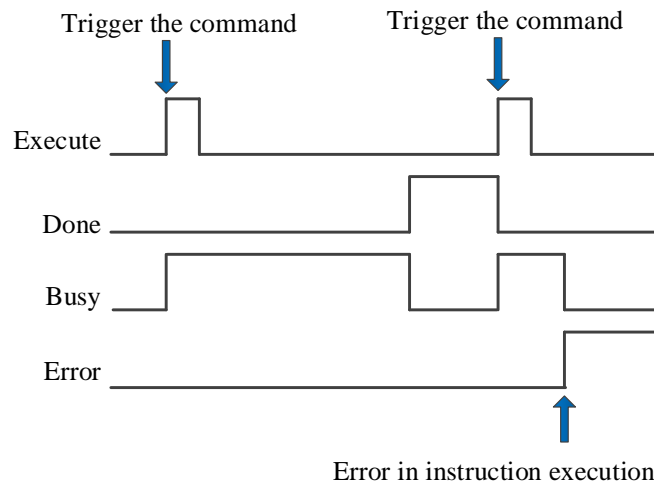 Trigger the command
Trigger the command
Execute
Done
Busy
Error
Error in instruction execution